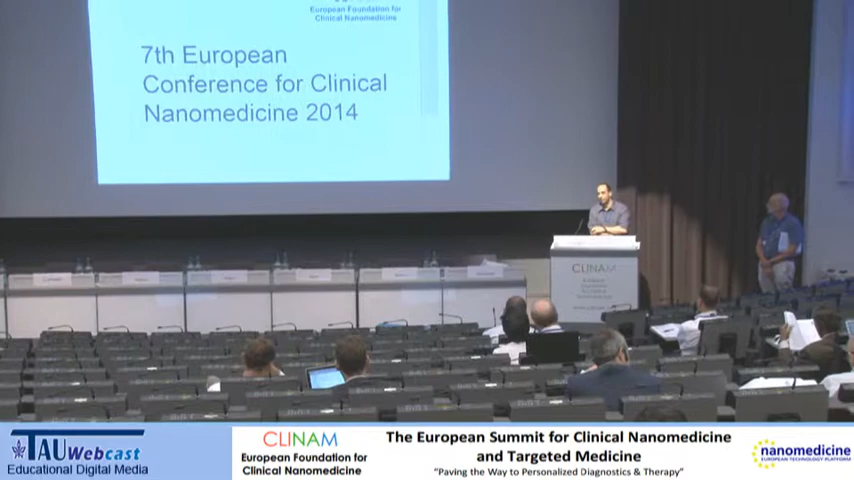 European Foundation for
Clinical Nanomedicine
7th European
Conference for Clinical
Nanomedicine 2014
CLINAM
TAU Webcast
Educational Digital Media
CLINAM
European Foundation for
Clinical Nanomedicine
The European Summit for Clinical Nanomedicine
and Targeted Medicine
"Paving the Way to Personalized Diagnostics & Therapy"
nanomedicine
EUROPEAN TECHNOLOGY PLATFORM